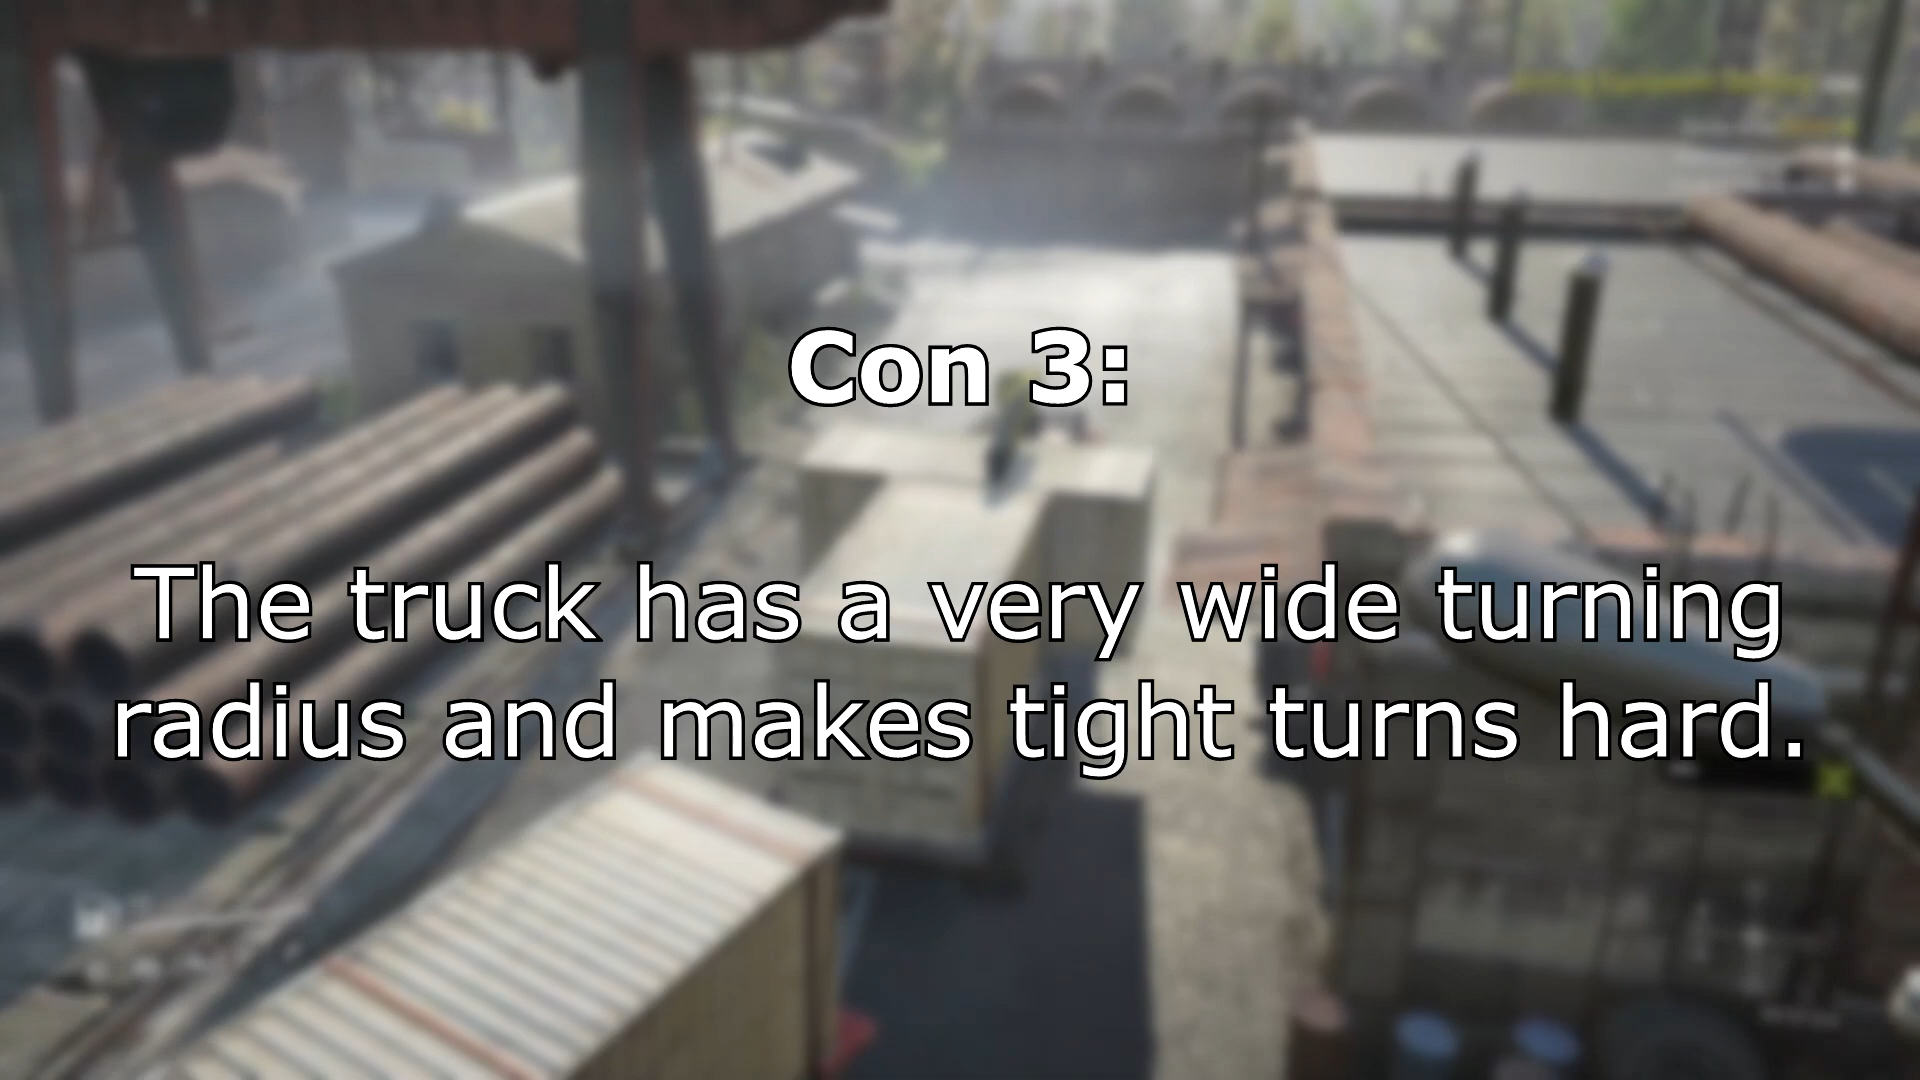 Con 3:
The truck has a very wide turning
radius and makes tight turns hard.